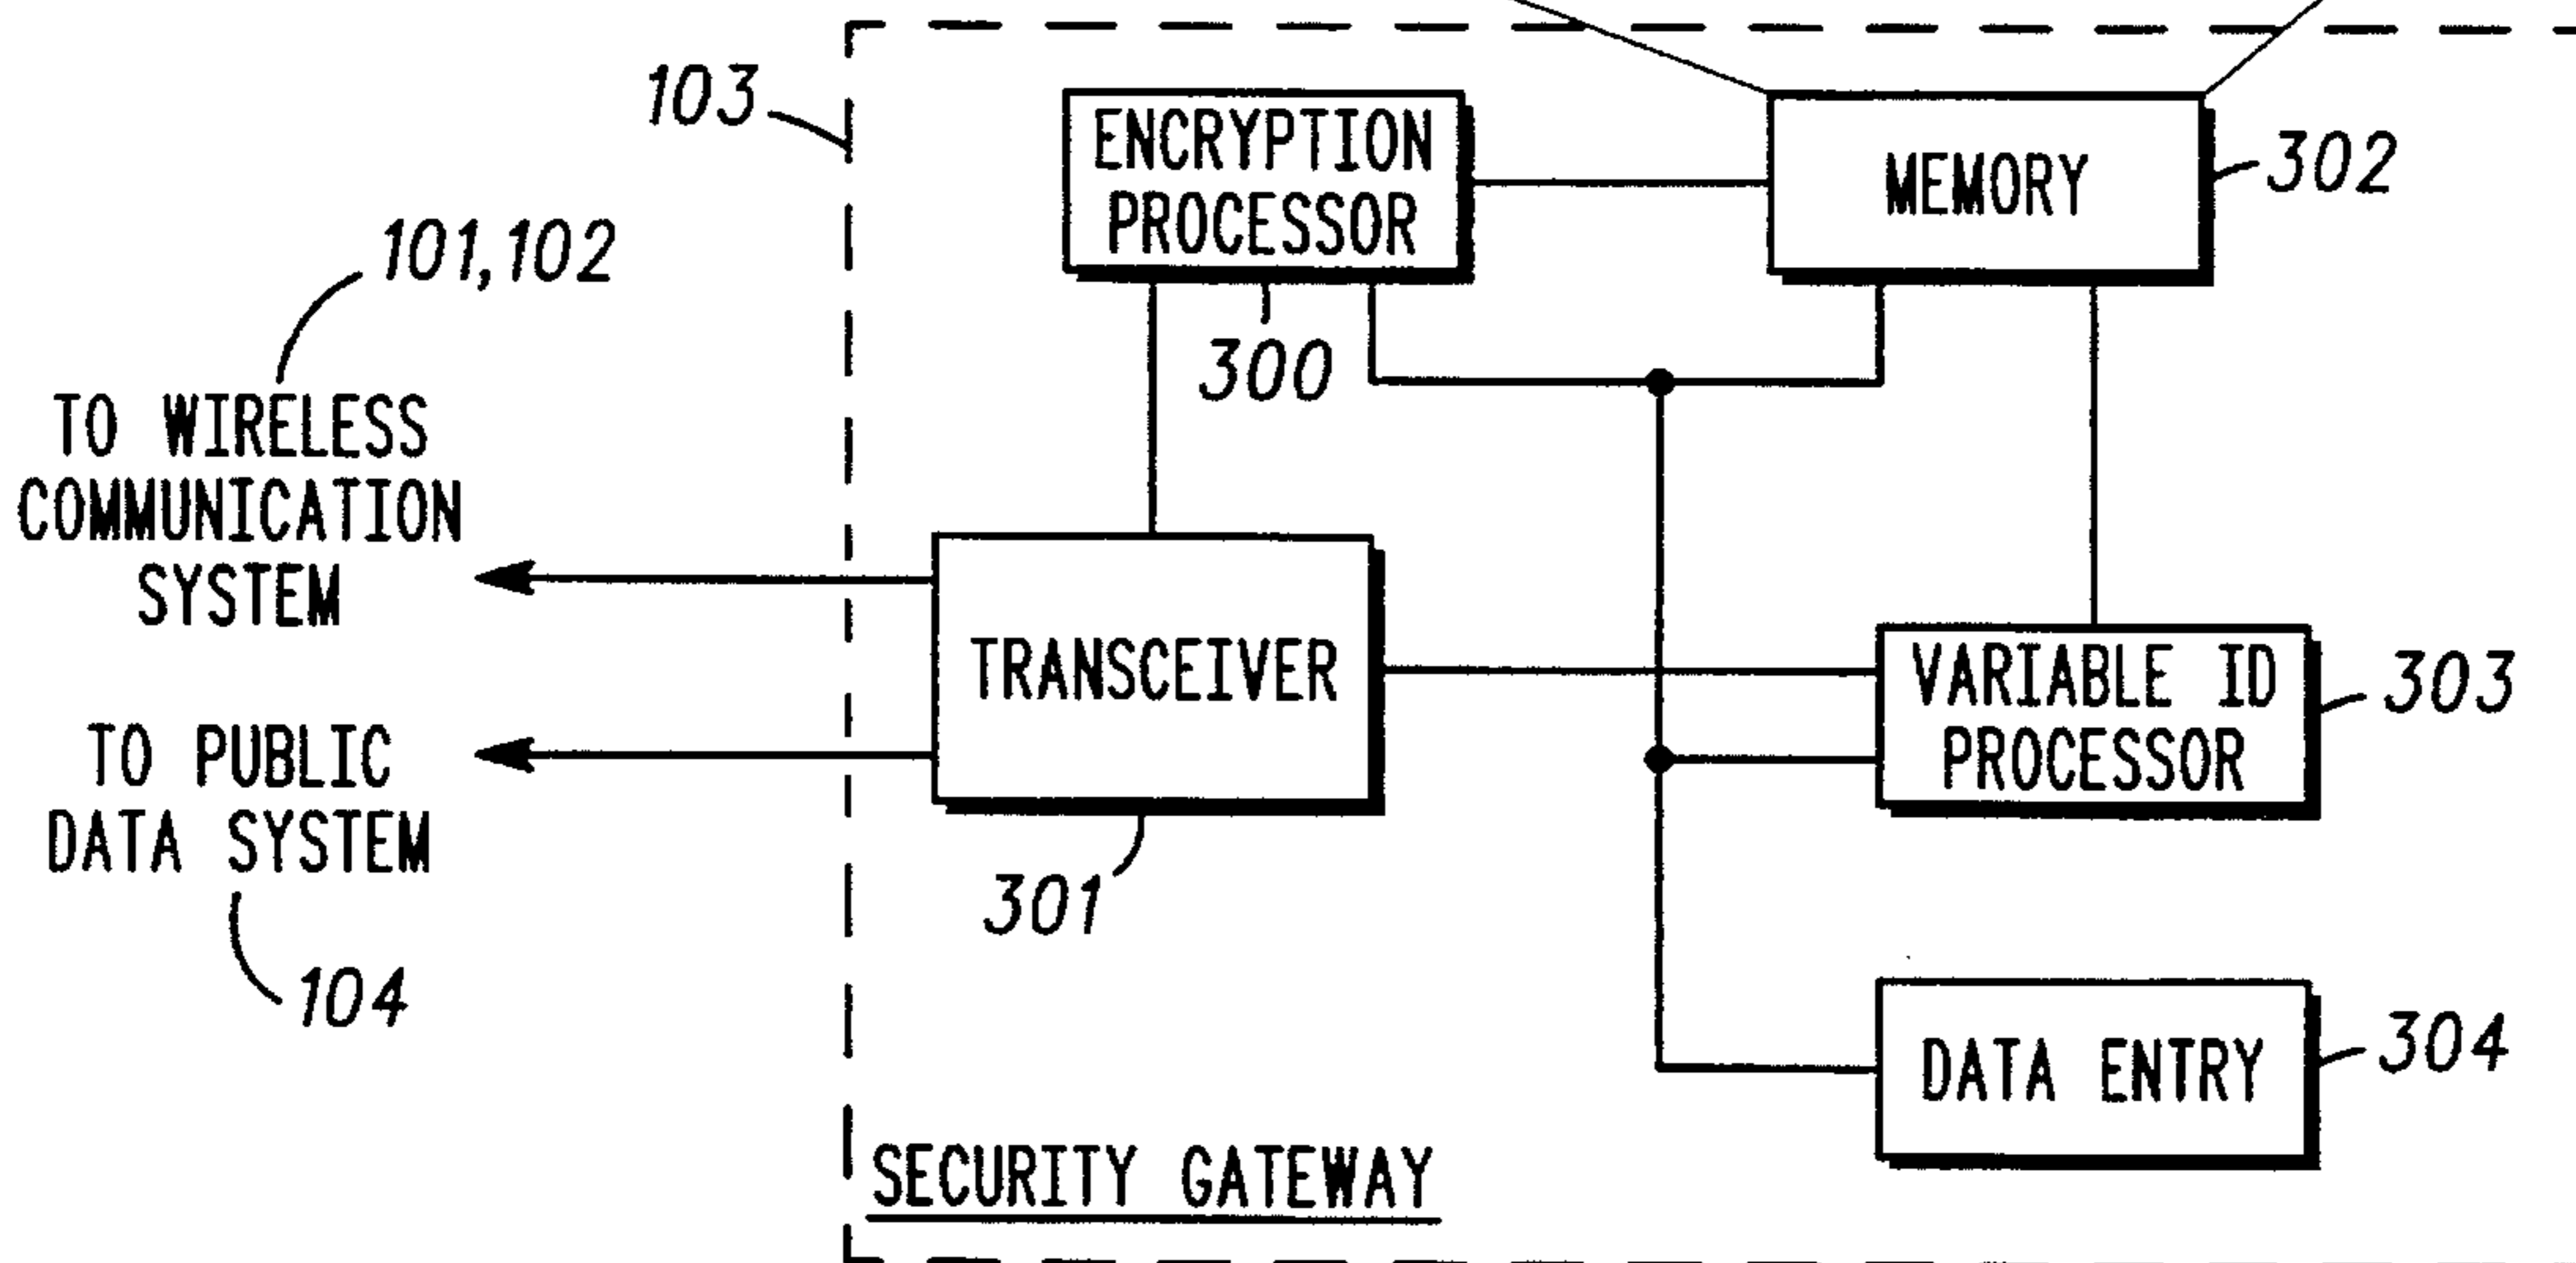 103
ENCRYPTION
PROCESSOR
300
MEMORY
302
101,102
TO WIRELESS
COMMUNICATION
SYSTEM
TRANSCEIVER
301
VARIABLE ID
PROCESSOR
303
TO PUBLIC
DATA SYSTEM
104
DATA ENTRY
304
SECURITY GATEWAY